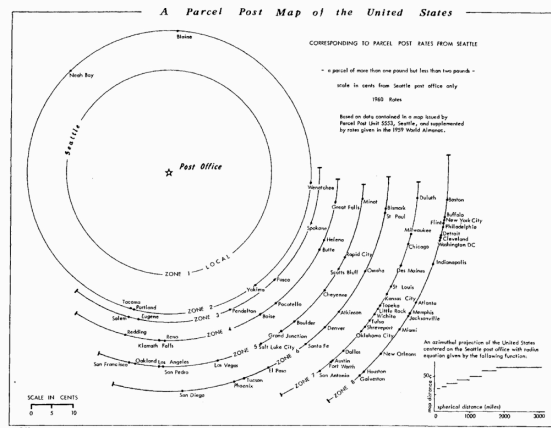 A Parcel Post Map of the United States
CORRESPONDING TO PARCEL POST RATES FROM SEATTLE
- a parcel of more than one pound but less than two pounds -
scale in cents from Seattle post office only
1960 Rates
Based on data contained in a map issued by
Parcel Post Unit 5553, Seattle, and supplemented
by rates given in the 1959 World Almanac.
Blaine
Neah Bay
Seattle
Post Office
ZONE 1 — LOCAL
Wenatchee
Yakima
Tacoma
Portland
ZONE 2
Spokane
Pasco
Pendelton
ZONE 3
Eugene
Salem
Great Falls
Helena
Butte
Pocatello
Boise
ZONE 4
Reno
Klamath Falls
Redding
Minot
Rapid City
Scotts Bluff
Cheyenne
Boulder
Grand Junction
5 Salt Lake City
ZONE
Las Vegas
Los Angeles
San Pedro
Oakland
San Francisco
Bismark
St Paul
Omaha
Atkinson
Denver
Santa Fe
ZONE 6
El Paso
Tucson
Phoenix
San Diego
Duluth
Milwaukee
Chicago
Des Moines
St Louis
Kansas City
Topeka
Little Rock
Wichita
Tulsa
Shreveport
Oklahoma City
Dallas
Austin
Fort Worth
San Antonio
ZONE 7
Boston
Buffalo
New York City
Flint
Philadelphia
Detroit
Cleveland
Washington DC
Indianapolis
Atlanta
Memphis
Jacksonville
Miami
New Orleans
Houston
Galveston
ZONE 8
An azimuthal projection of the United States
centered on the Seattle post office with radius
equation given by the following function:
map distance
50c
spherical distance (miles)
0 1000 2000 3000
SCALE IN CENTS
0 5 10